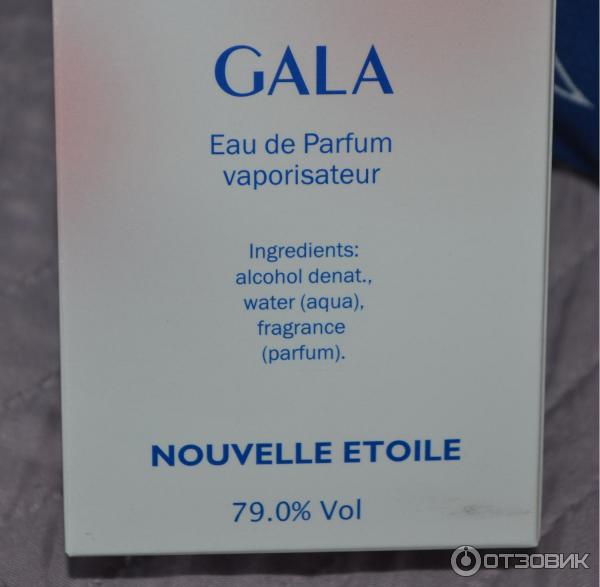 GALA
Eau de Parfum
vaporisateur
Ingredients:
alcohol denat.,
water (aqua),
fragrance
(parfum).
NOUVELLE ETOILE
79.0% Vol
ОТЗОВИК